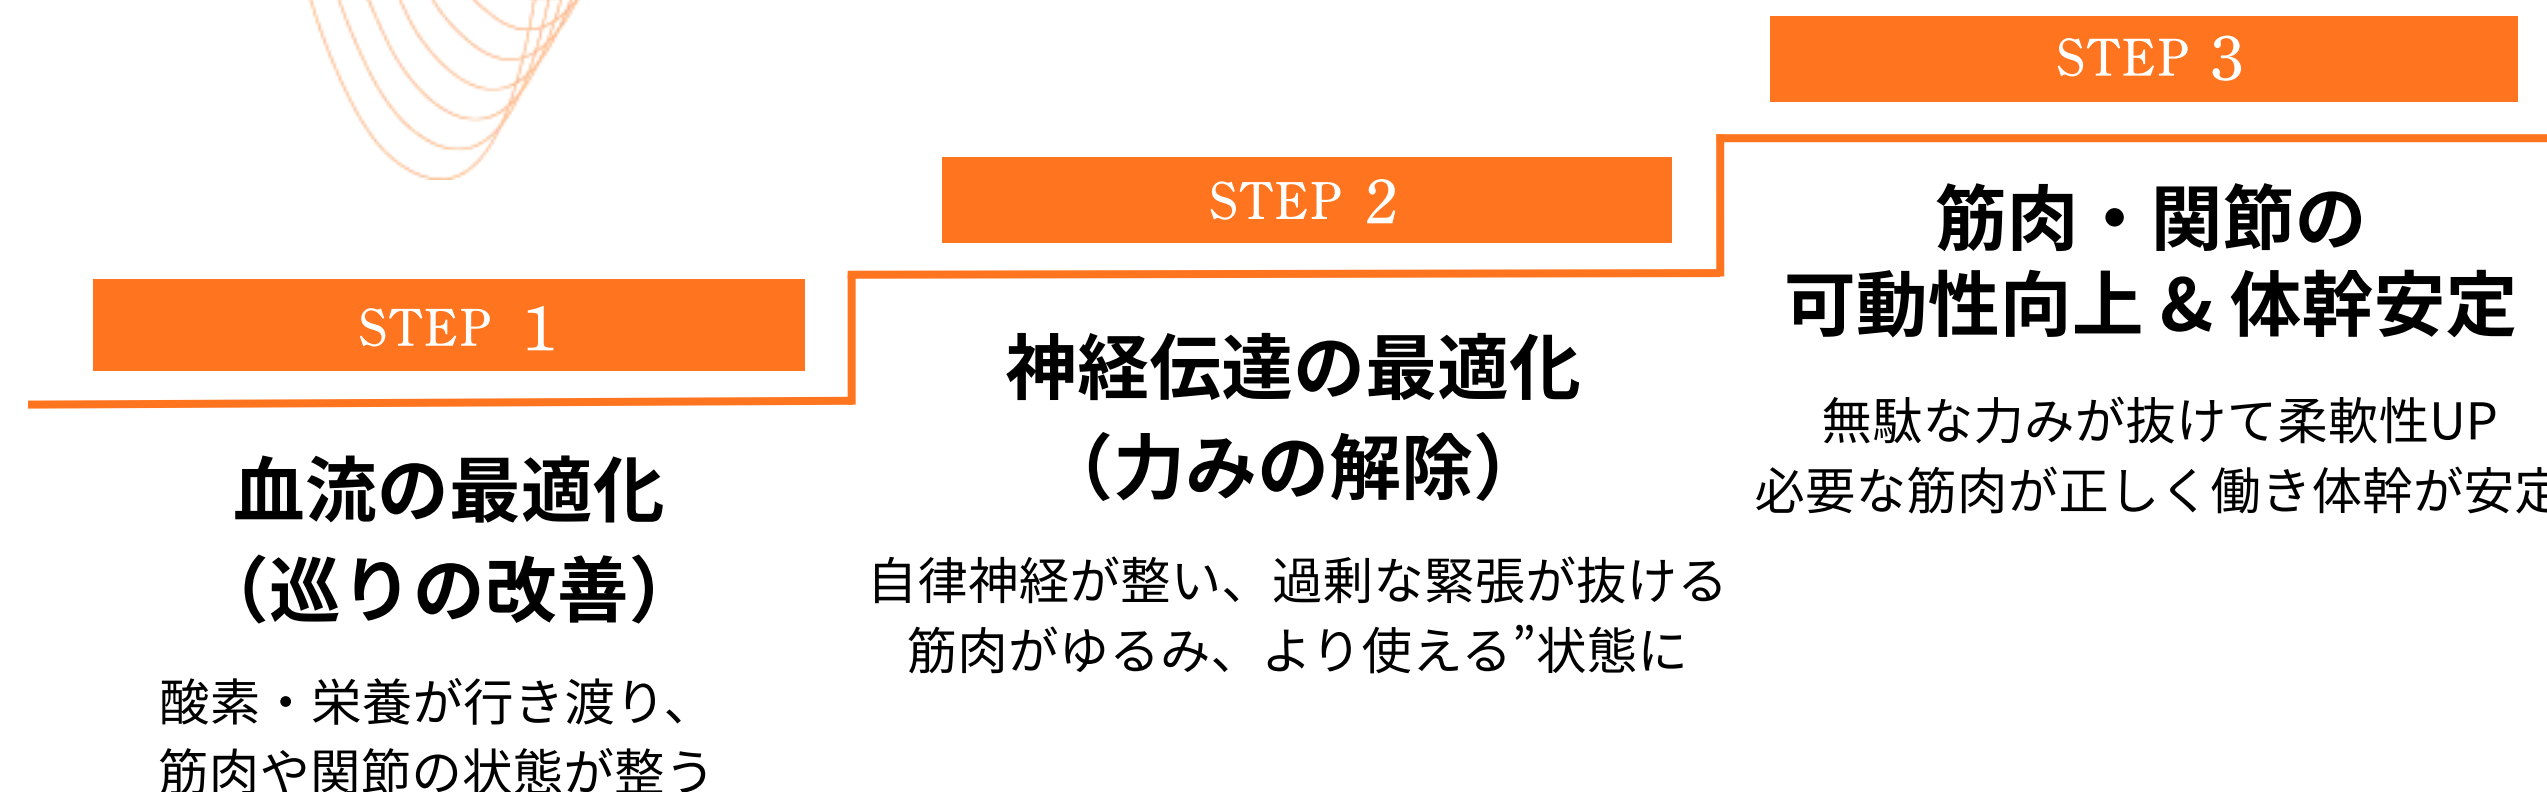 STEP 1
血流の最適化
（巡りの改善）
酸素・栄養が行き渡り、
筋肉や関節の状態が整う
STEP 2
神経伝達の最適化
（力みの解除）
自律神経が整い、過剰な緊張が抜ける
筋肉がゆるみ、より使える”状態に
STEP 3
筋肉・関節の
可動性向上 & 体幹安定
無駄な力みが抜けて柔軟性UP
必要な筋肉が正しく働き体幹が安定